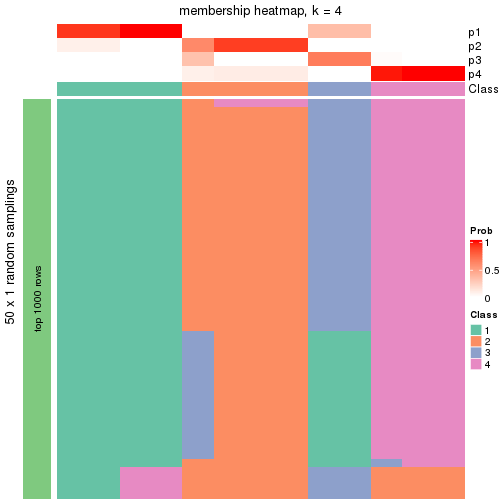 membership heatmap, k = 4
p1
p2
p3
p4
Class
50 x 1 random samplings
top 1000 rows
Prob
1
0.5
0
Class
1
2
3
4